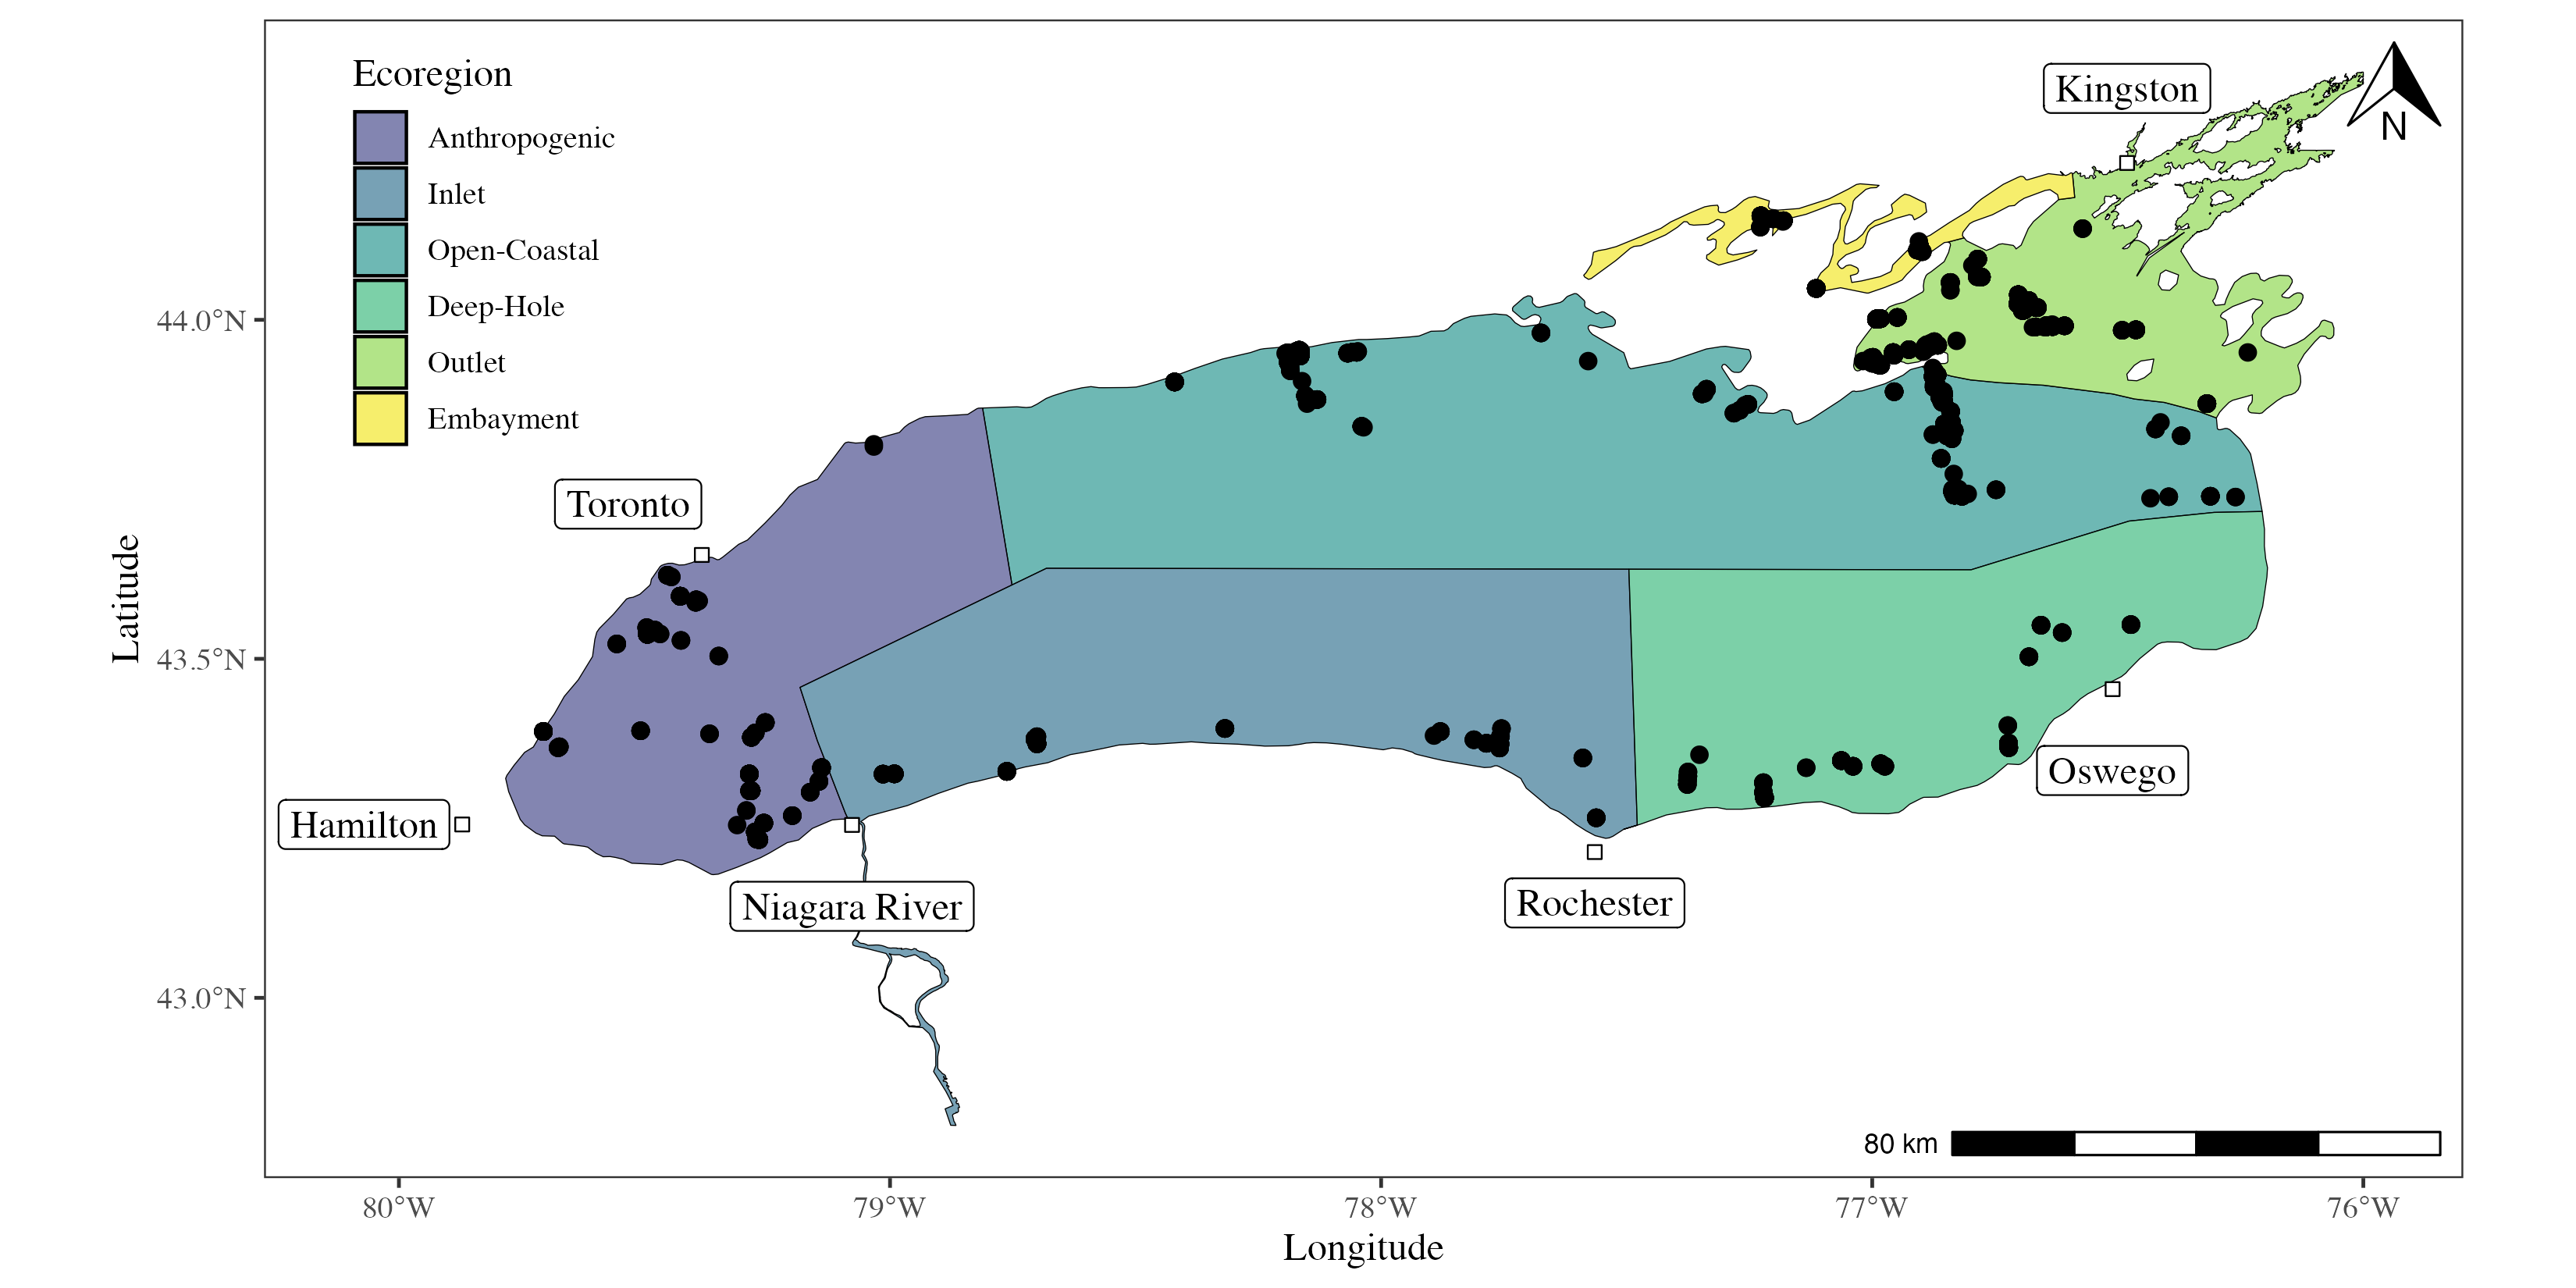 Ecoregion
Anthropogenic
Inlet
Open-Coastal
Deep-Hole
Outlet
Embayment
Kingston
N
Toronto
Hamilton
Niagara River
Rochester
Oswego
80 km
Latitude
44.0°N
43.5°N
43.0°N
80°W
79°W
78°W
77°W
76°W
Longitude